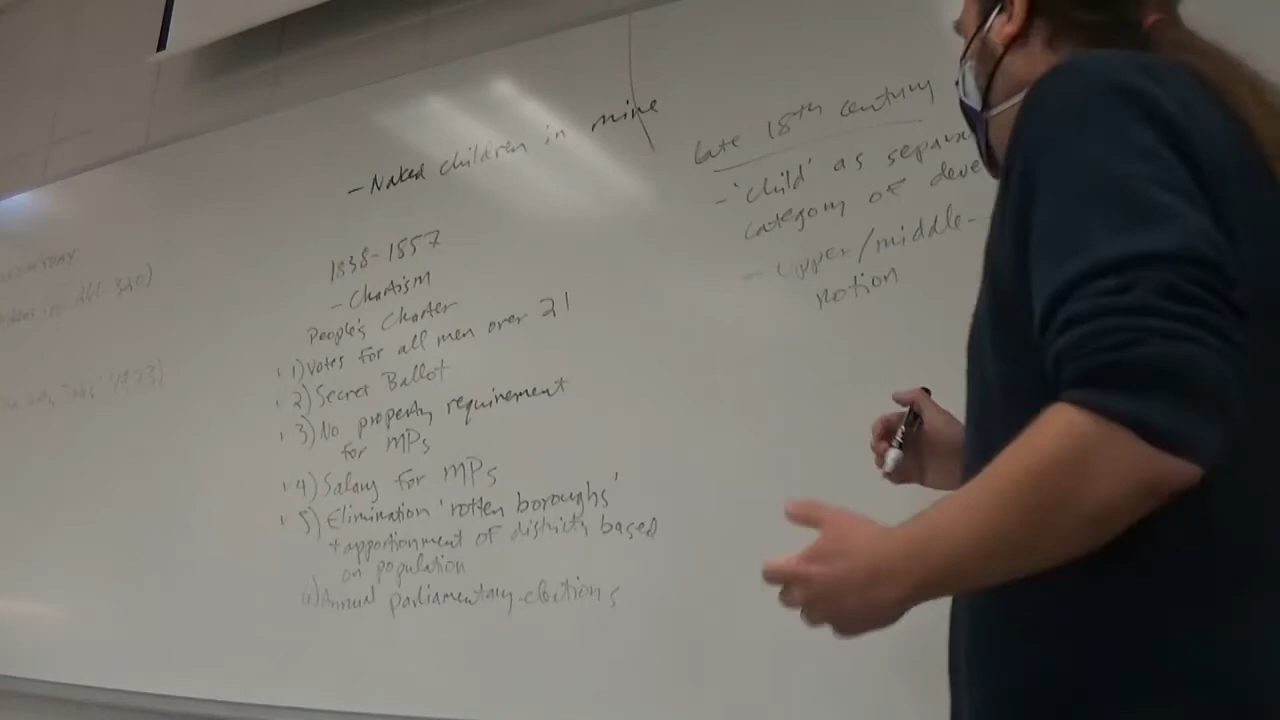 - Naked children in mine
1838-1857
- Chartism
People's Charter
1) Votes for all men over 21
2) Secret Ballot
3) No property requirement
for MPs
4) Salary for MPs
5) Elimination 'rotten boroughs'
+ apportionment of districts based
on population
6) Annual parliamentary elections
late 18th century
- 'child' as
category of
- Upper/middle-
notion